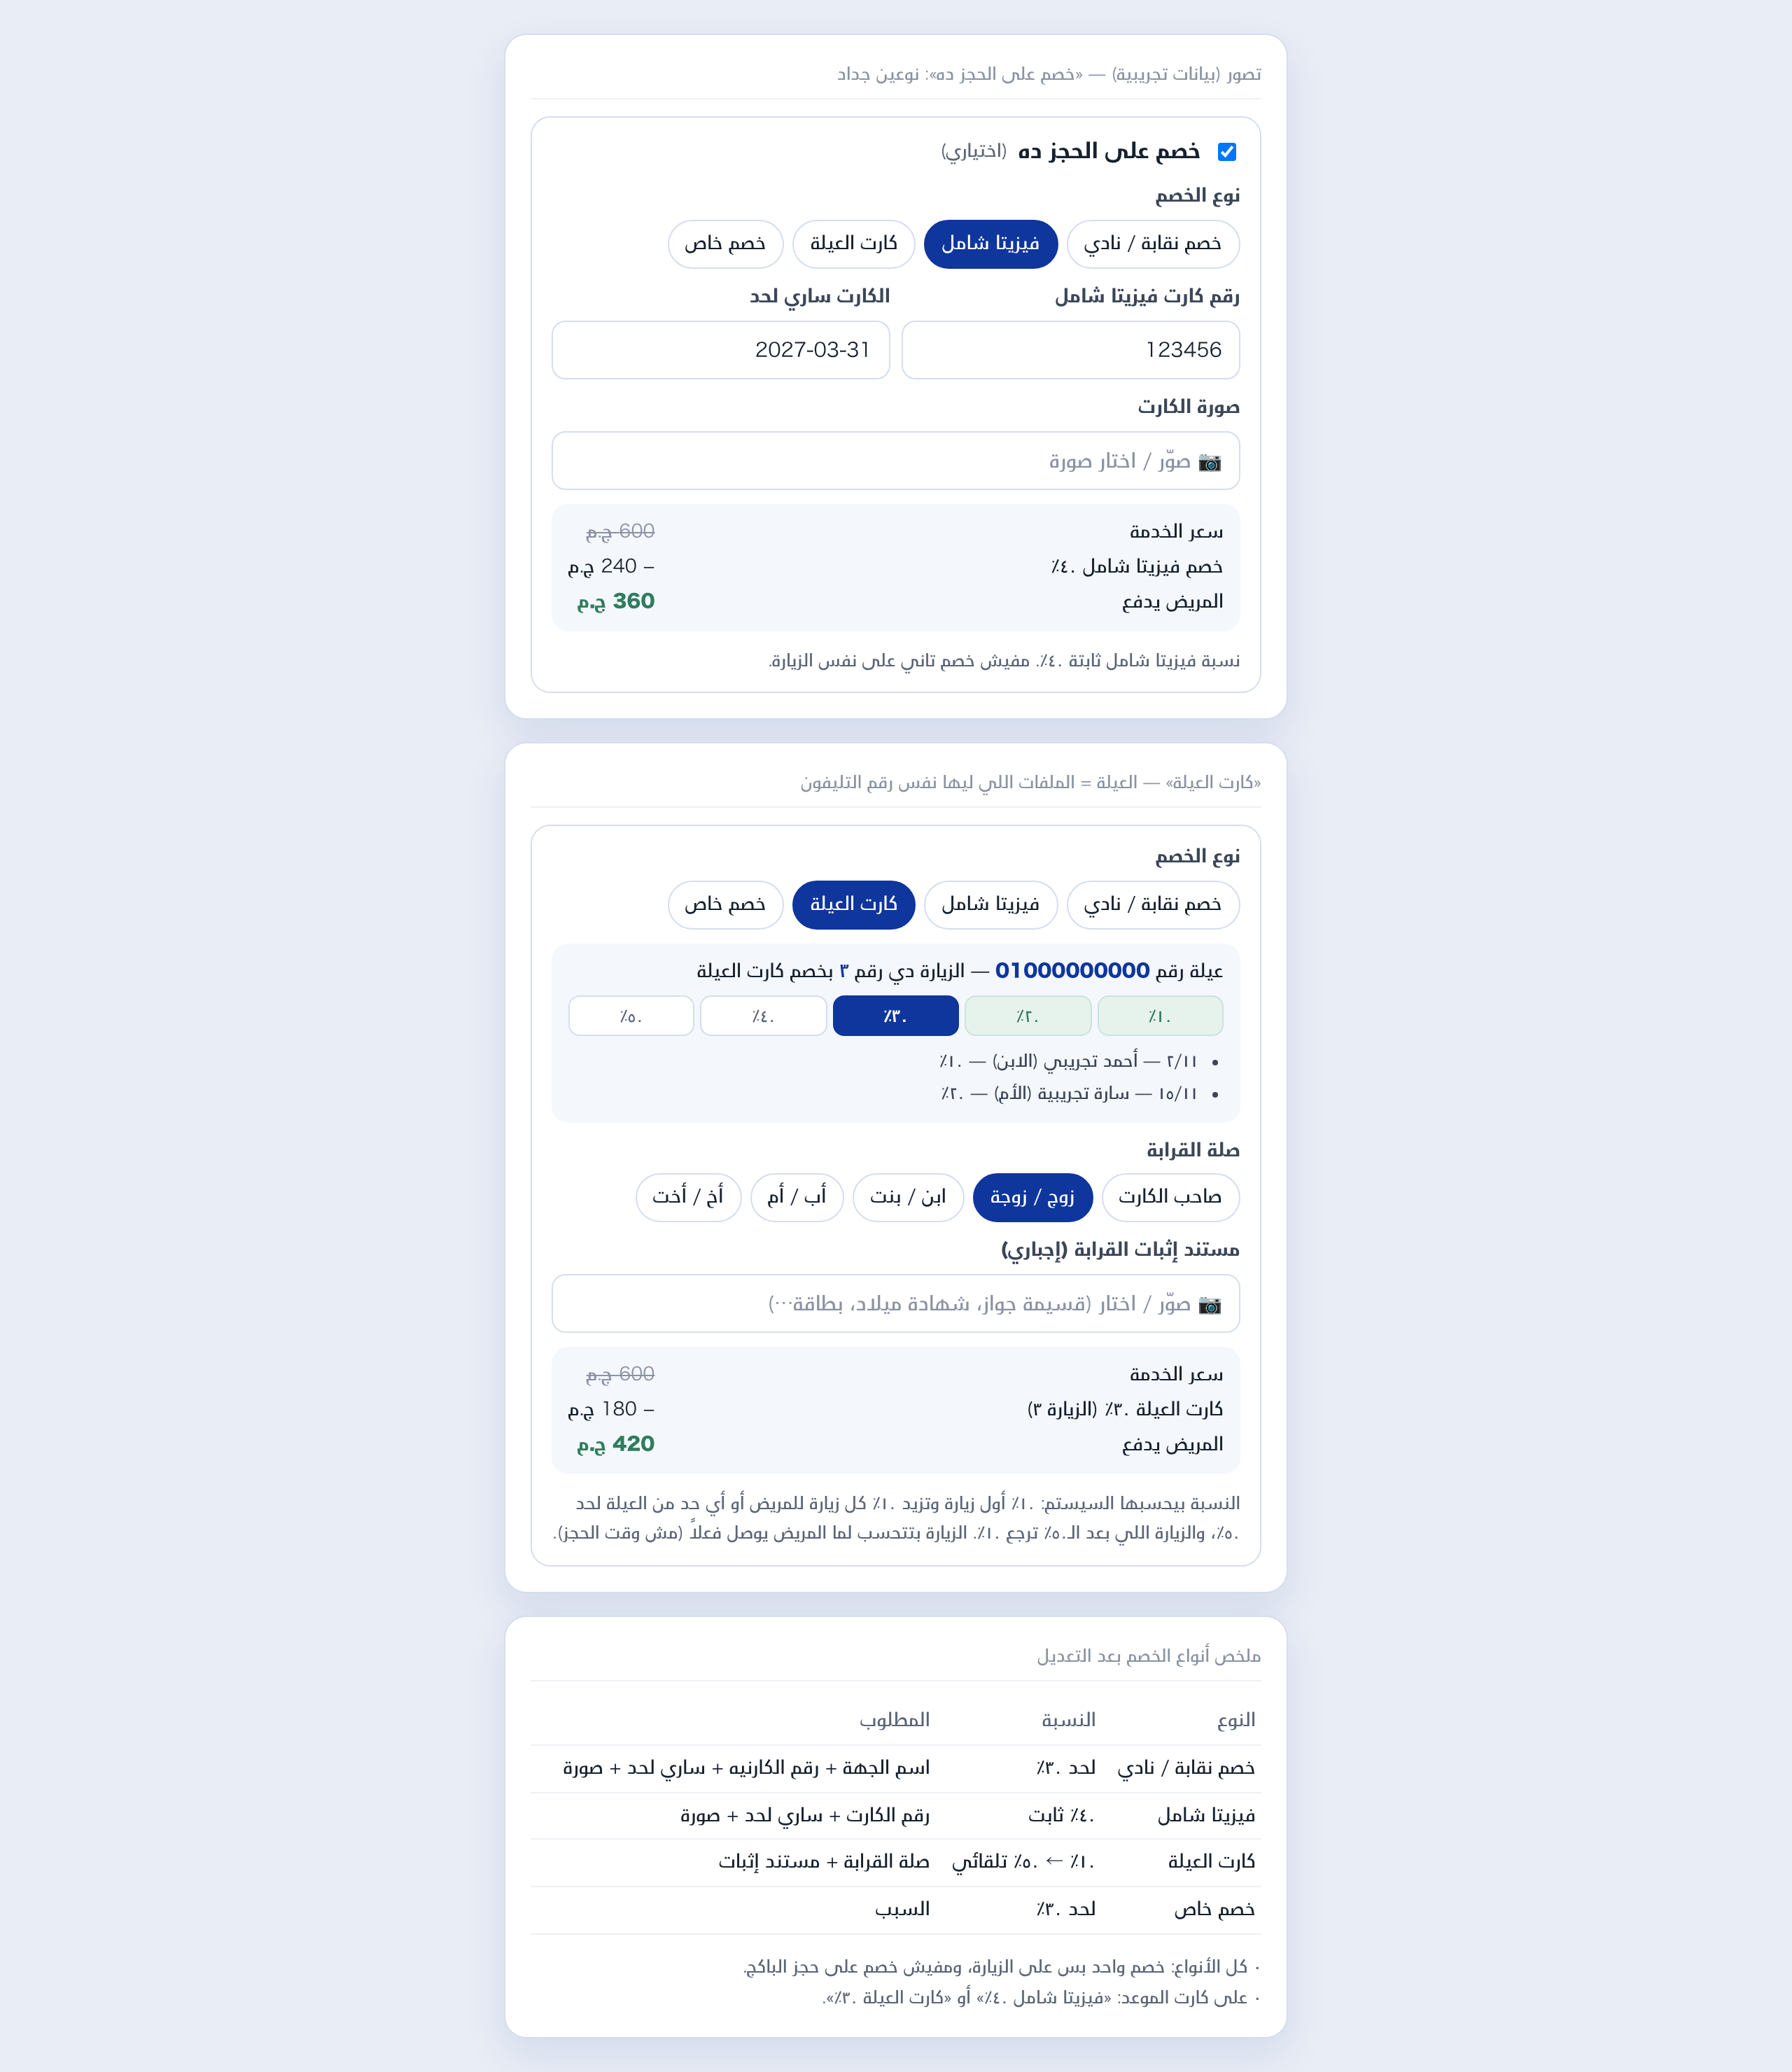 تصور (بيانات تجريبية) — «خصم على الحجز ده»: نوعين جداد
خصم على الحجز ده (اختياري)
نوع الخصم
خصم نقابة / نادي
فيزيتا شامل
كارت العيلة
خصم خاص
رقم كارت فيزيتا شامل
الكارت ساري لحد
123456
2027-03-31
صورة الكارت
📷 صوّر / اختار صورة
سعر الخدمة 600 ج.م
خصم فيزيتا شامل ٤٠٪ − 240 ج.م
المريض يدفع 360 ج.م
نسبة فيزيتا شامل ثابتة ٤٠٪. مفيش خصم تاني على نفس الزيارة.
«كارت العيلة» — العيلة = الملفات اللي ليها نفس رقم التليفون
نوع الخصم
خصم نقابة / نادي
فيزيتا شامل
كارت العيلة
خصم خاص
عيلة رقم 01000000000 — الزيارة دي رقم ٣ بخصم كارت العيلة
١٠٪
٢٠٪
٣٠٪
٤٠٪
٥٠٪
• ٢/١١ — أحمد تجريبي (الابن) — ١٠٪
• ١٥/١١ — سارة تجريبية (الأم) — ٢٠٪
صلة القرابة
صاحب الكارت
زوج / زوجة
ابن / بنت
أب / أم
أخ / أخت
مستند إثبات القرابة (إجباري)
📷 صوّر / اختار (قسيمة جواز، شهادة ميلاد، بطاقة…)
سعر الخدمة 600 ج.م
كارت العيلة ٣٠٪ (الزيارة ٣) − 180 ج.م
المريض يدفع 420 ج.م
النسبة بيحسبها السيستم: ١٠٪ أول زيارة وتزيد ١٠٪ كل زيارة للمريض أو أي حد من العيلة لحد
٥٠٪، والزيارة اللي بعد الـ٥٠٪ ترجع ١٠٪. الزيارة بتتحسب لما المريض يوصل فعلاً (مش وقت الحجز).
ملخص أنواع الخصم بعد التعديل
النوع النسبة المطلوب
خصم نقابة / نادي لحد ٣٠٪ اسم الجهة + رقم الكارنيه + ساري لحد + صورة
فيزيتا شامل ٤٠٪ ثابت رقم الكارت + ساري لحد + صورة
كارت العيلة ١٠٪ ← ٥٠٪ تلقائي صلة القرابة + مستند إثبات
خصم خاص لحد ٣٠٪ السبب
· كل الأنواع: خصم واحد بس على الزيارة، ومفيش خصم على حجز الباكج.
· على كارت الموعد: «فيزيتا شامل ٤٠٪» أو «كارت العيلة ٣٠٪».